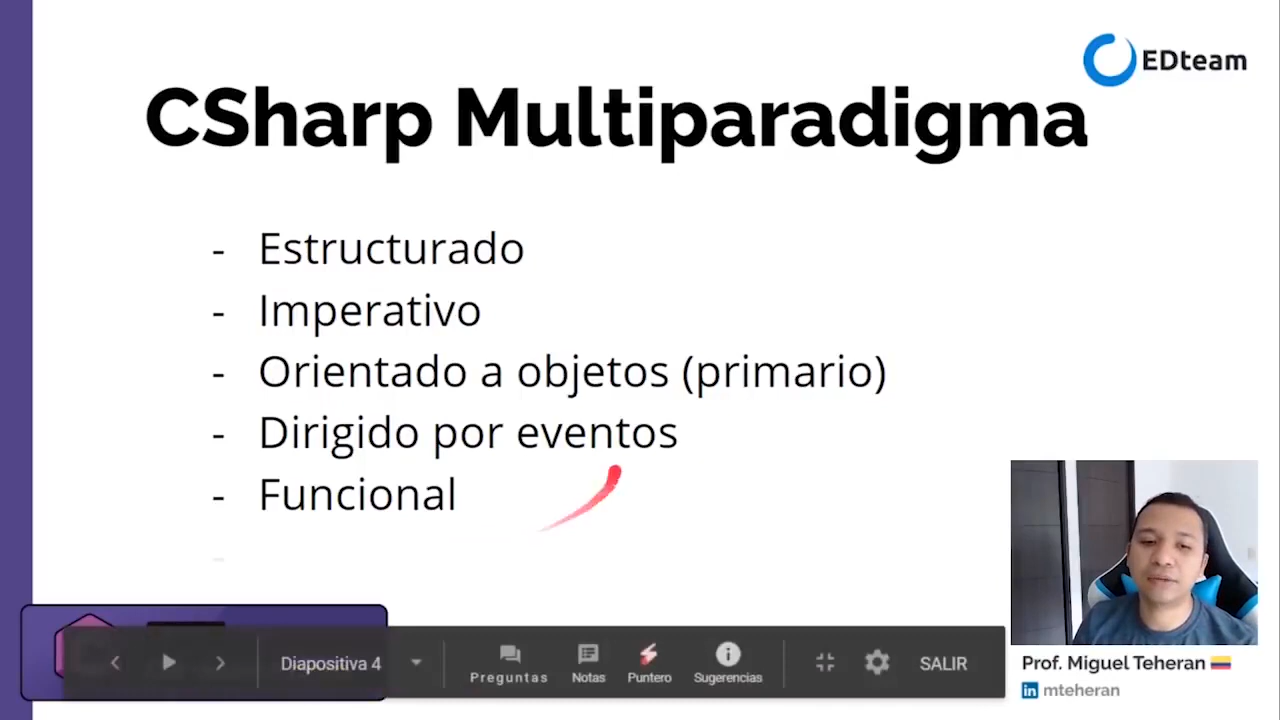 EDteam
CSharp Multiparadigma
- Estructurado
- Imperativo
- Orientado a objetos (primario)
- Dirigido por eventos
- Funcional
-
Diapositiva 4
Preguntas
Notas
Puntero
Sugerencias
SALIR
Prof. Miguel Teheran
in mteheran